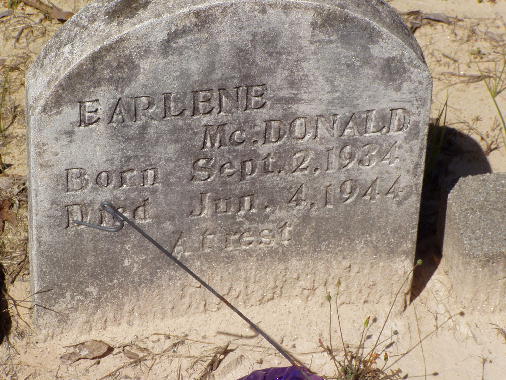 EARLENE
Mc.DONALD
Born Sept. 2, 1934
Died Jun. 4, 1944
At rest